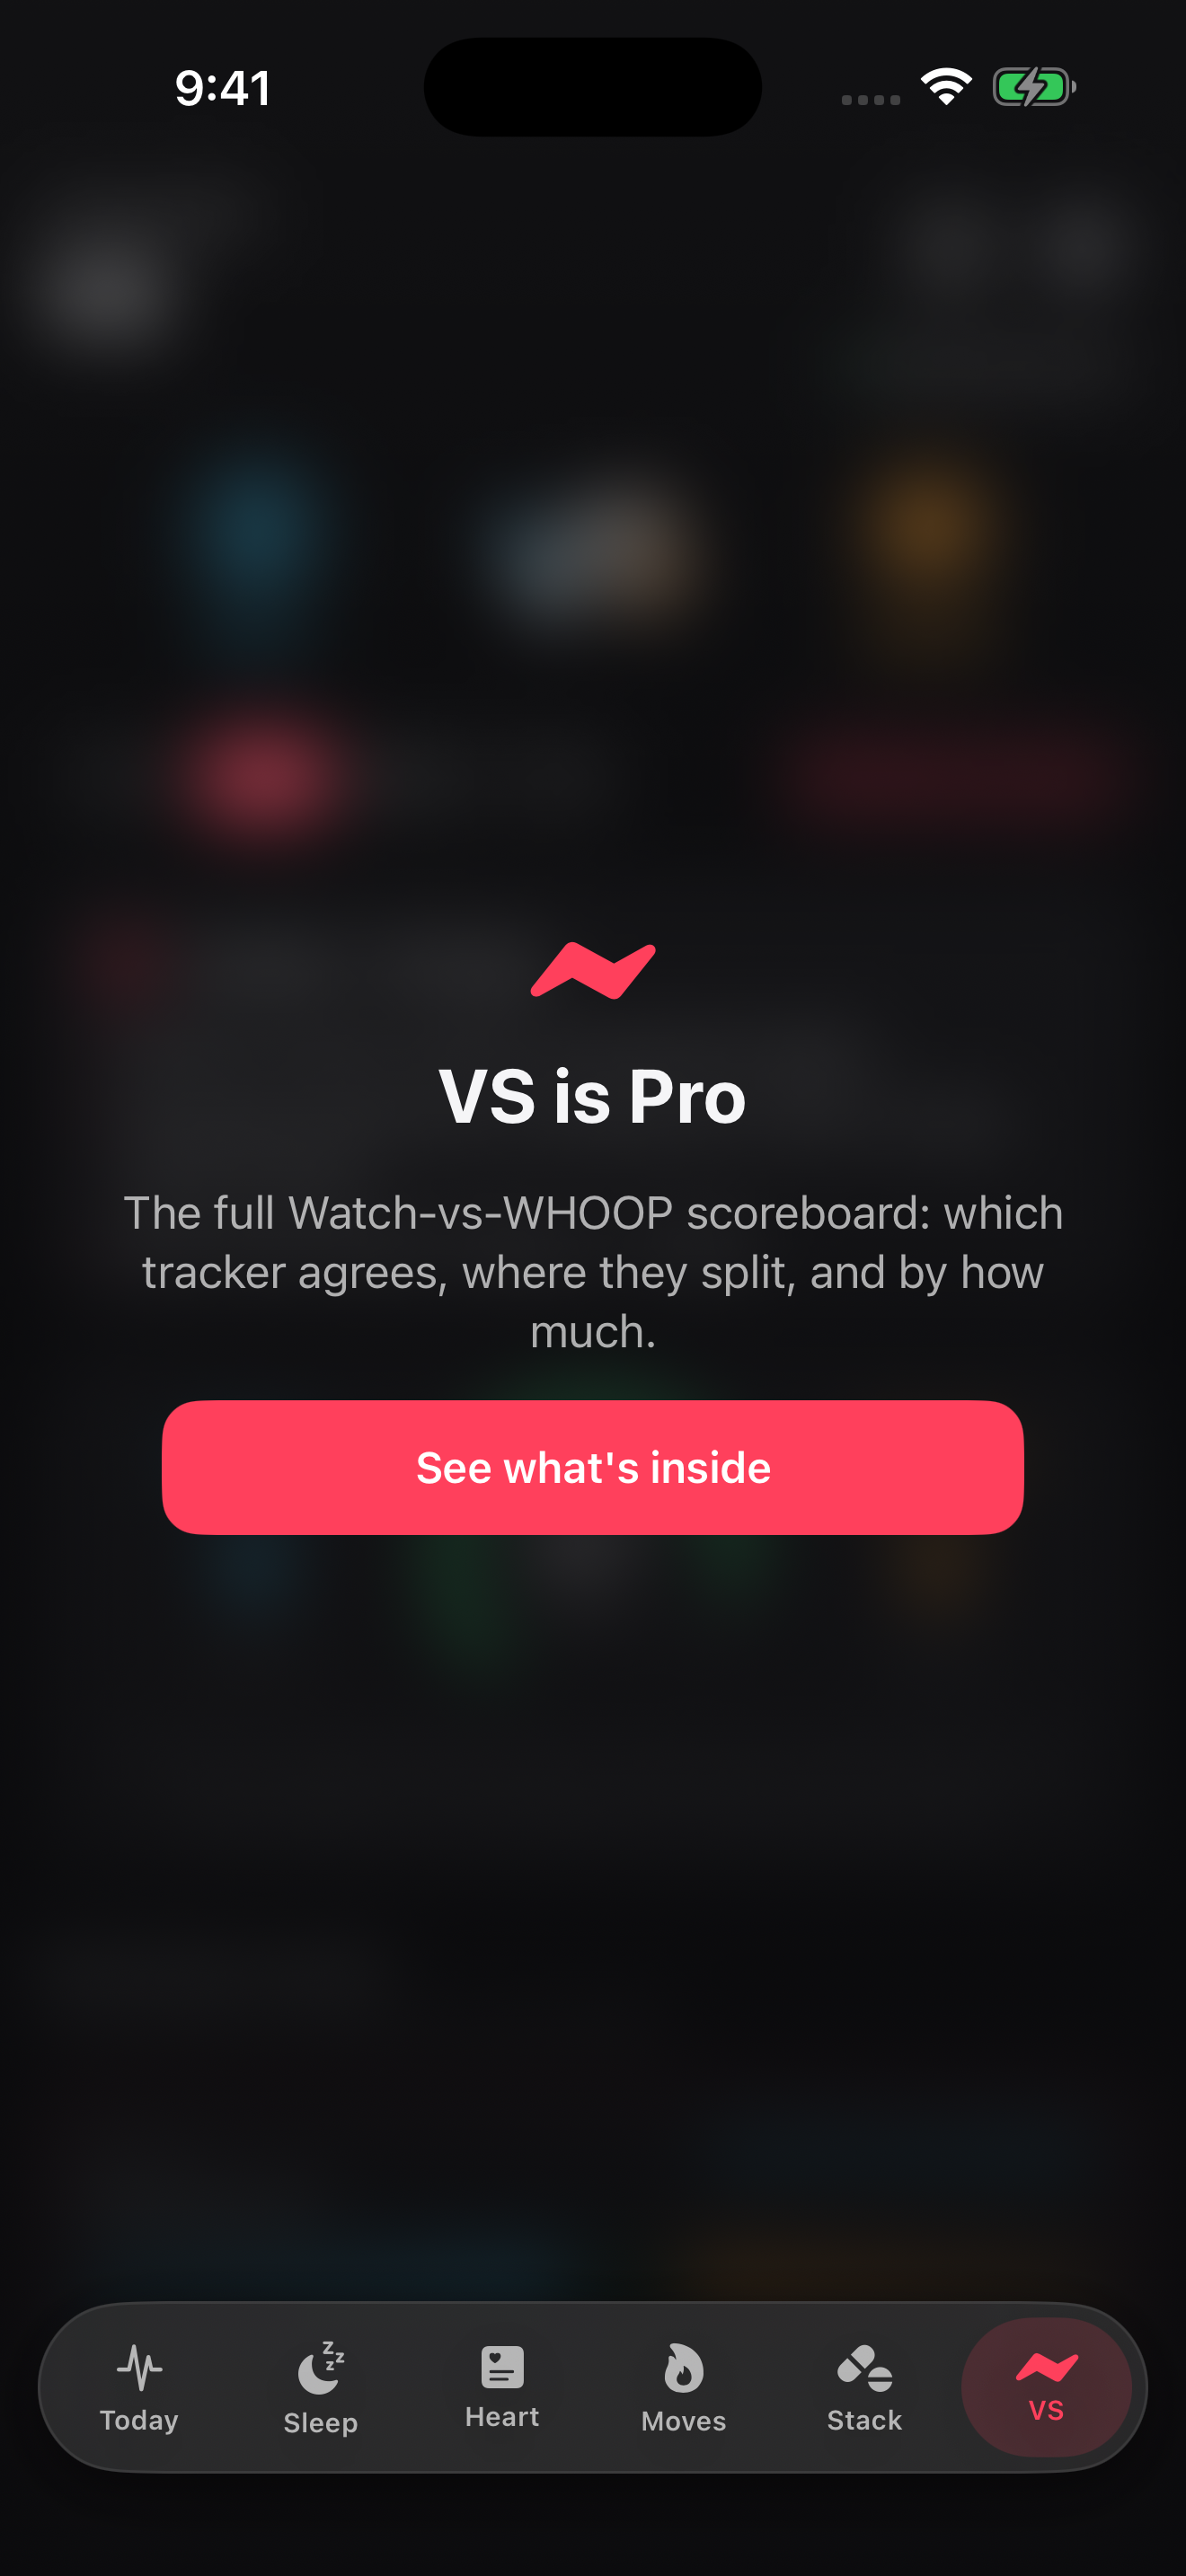 9:41
VS is Pro
The full Watch-vs-WHOOP scoreboard: which
tracker agrees, where they split, and by how
much.
See what's inside
Today
Sleep
Heart
Moves
Stack
VS